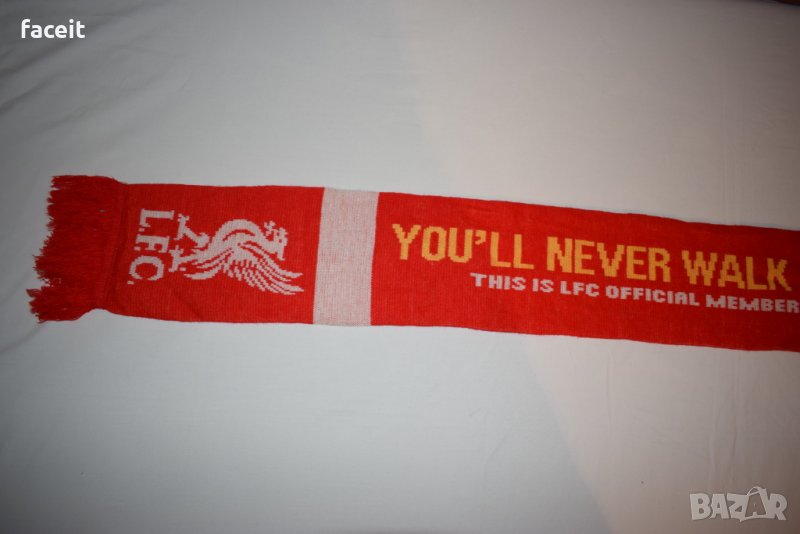 faceit
L.F.C.
YOU'LL NEVER WALK
THIS IS LFC OFFICIAL MEMBER
BAZAR